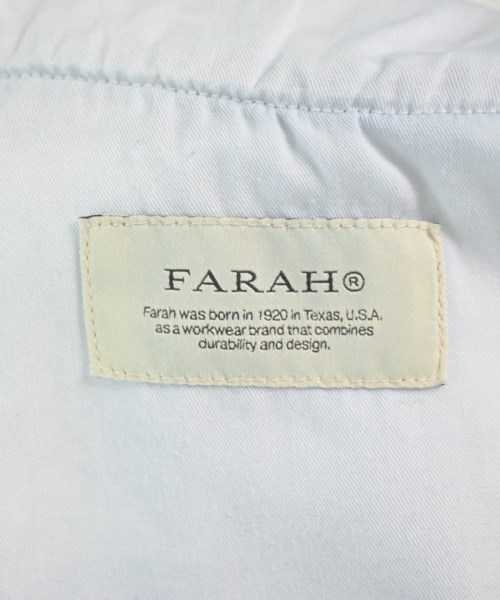 FARAH®
Farah was born in 1920 in Texas, U.S.A.
as a workwear brand that combines
durability and design.